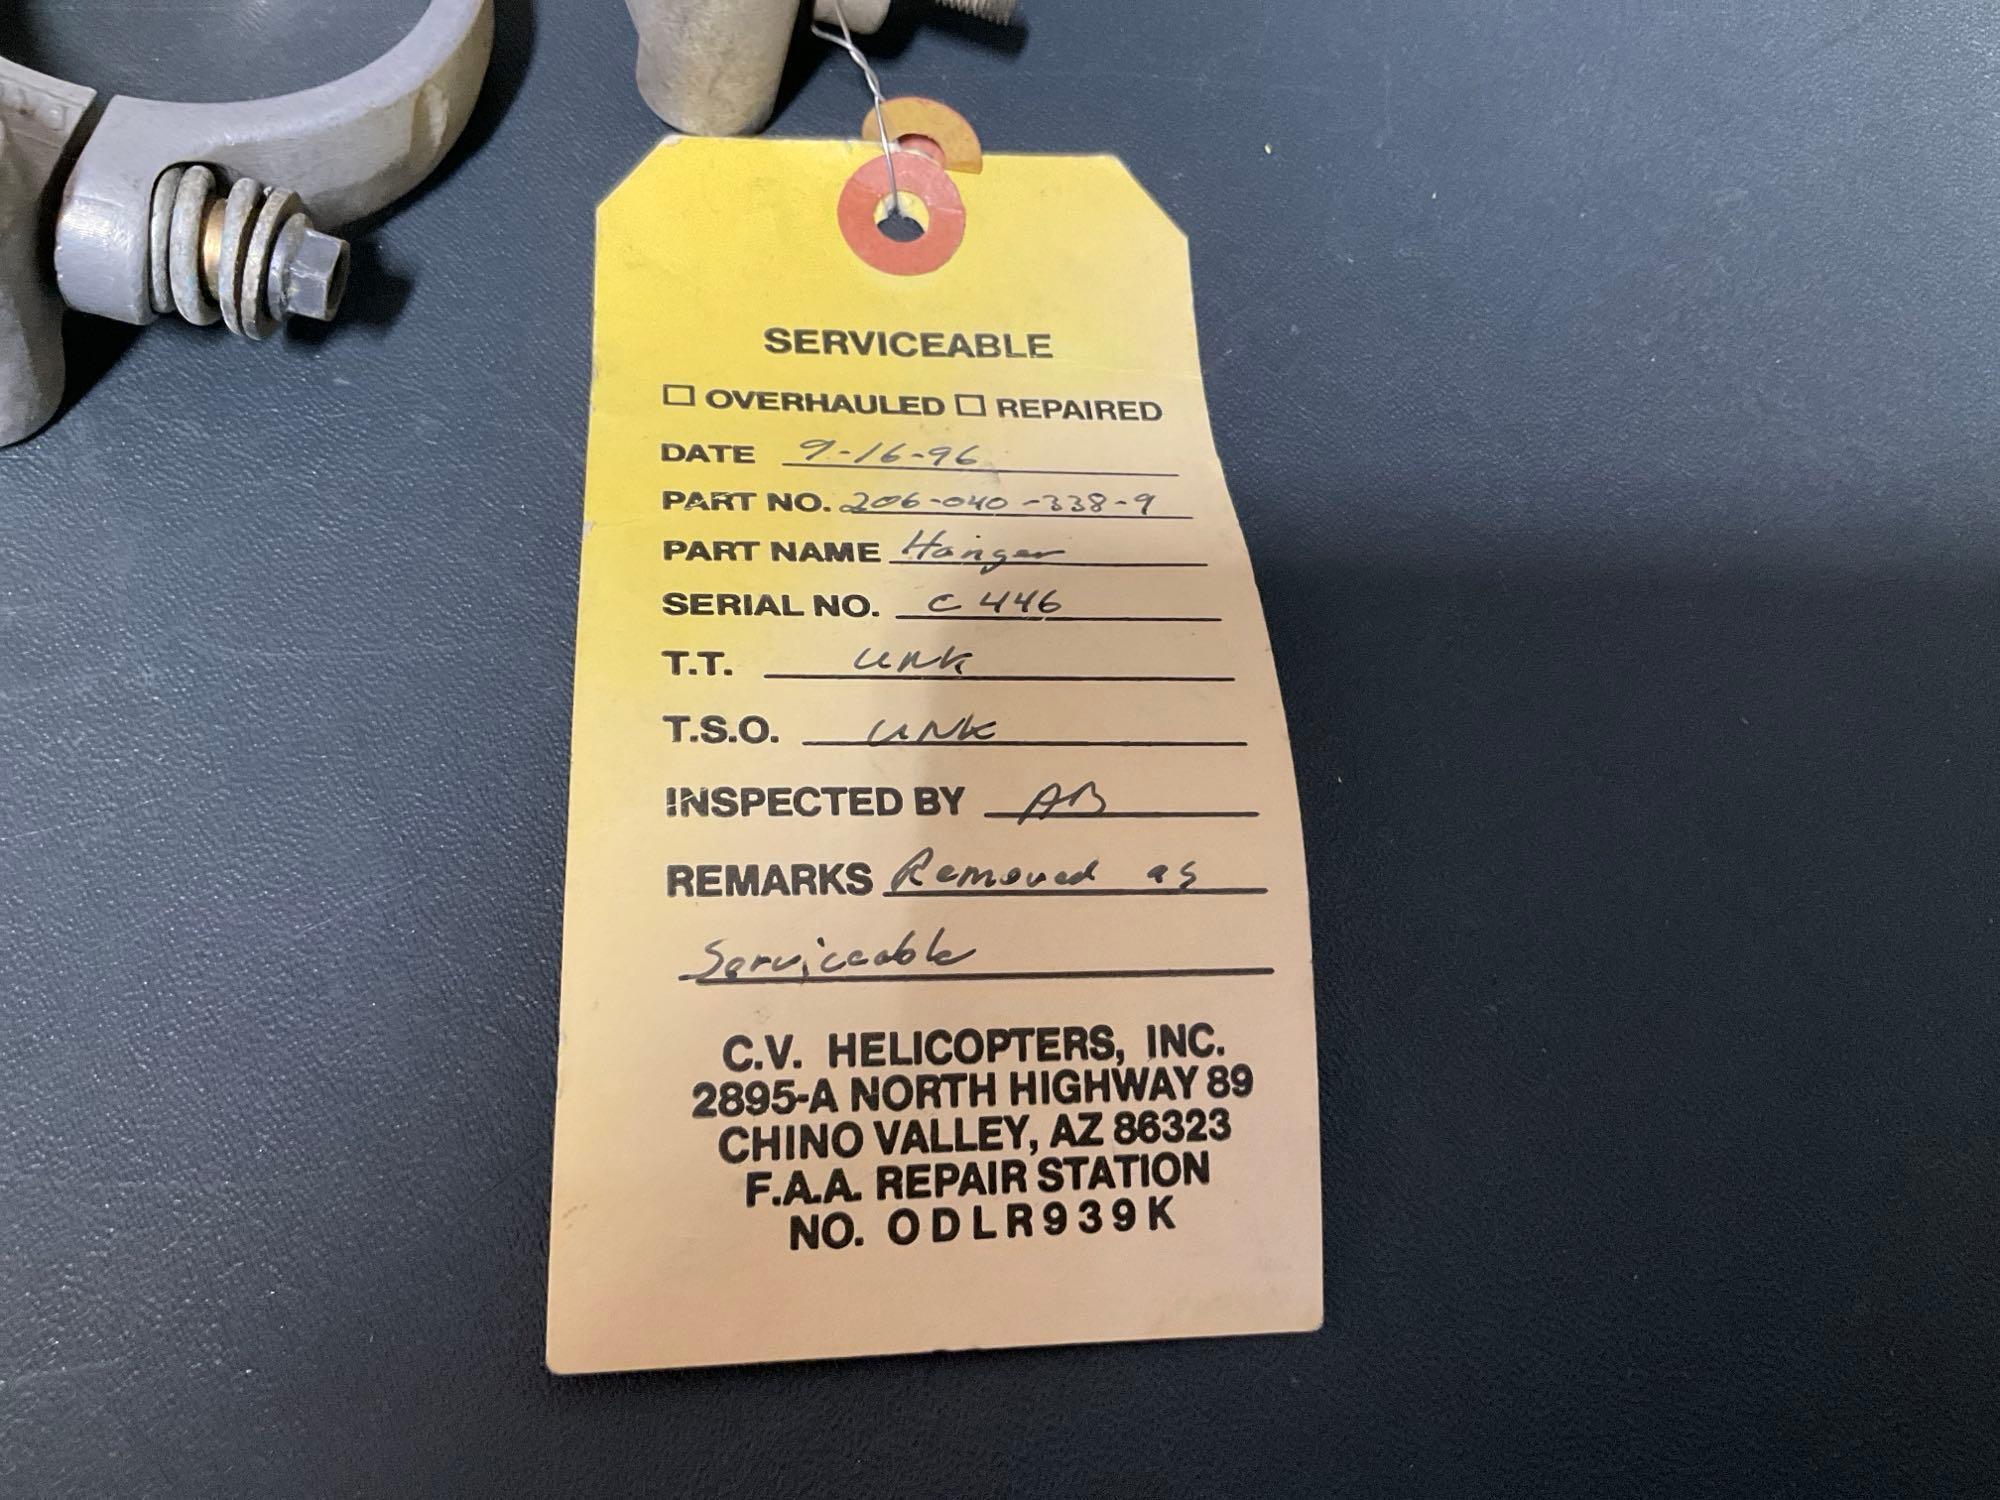 SERVICEABLE
☐ OVERHAULED ☐ REPAIRED
DATE 9-16-96
PART NO. 206-040-338-9
PART NAME Hanger
SERIAL NO. C 446
T.T. UNK
T.S.O. UNK
INSPECTED BY AB
REMARKS Removed as
Serviceable
C.V. HELICOPTERS, INC.
2895-A NORTH HIGHWAY 89
CHINO VALLEY, AZ 86323
F.A.A. REPAIR STATION
NO. ODLR939K